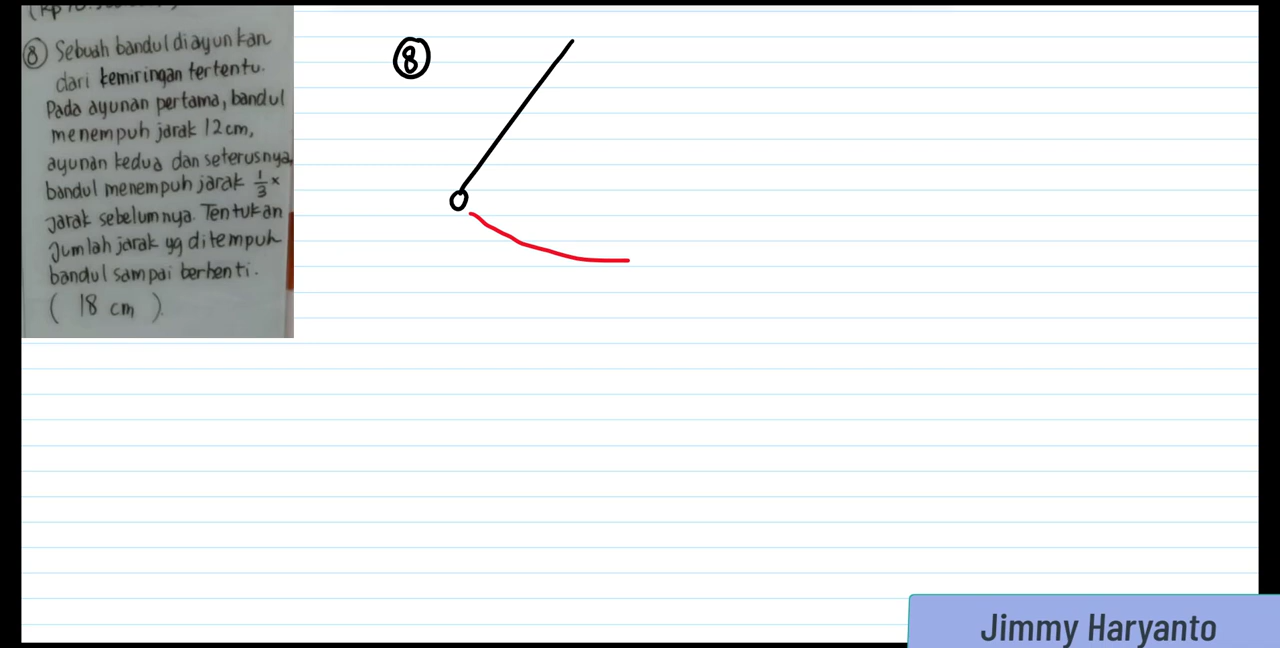 (Rp
⑧ Sebuah bandul diayunkan
dari kemiringan tertentu.
Pada ayunan pertama, bandul
menempuh jarak 12 cm,
ayunan kedua dan seterusnya,
bandul menempuh jarak 1/3 ×
jarak sebelumnya. Tentukan
jumlah jarak yg ditempuh
bandul sampai berhenti.
( 18 cm ).
⑧
Jimmy Haryanto